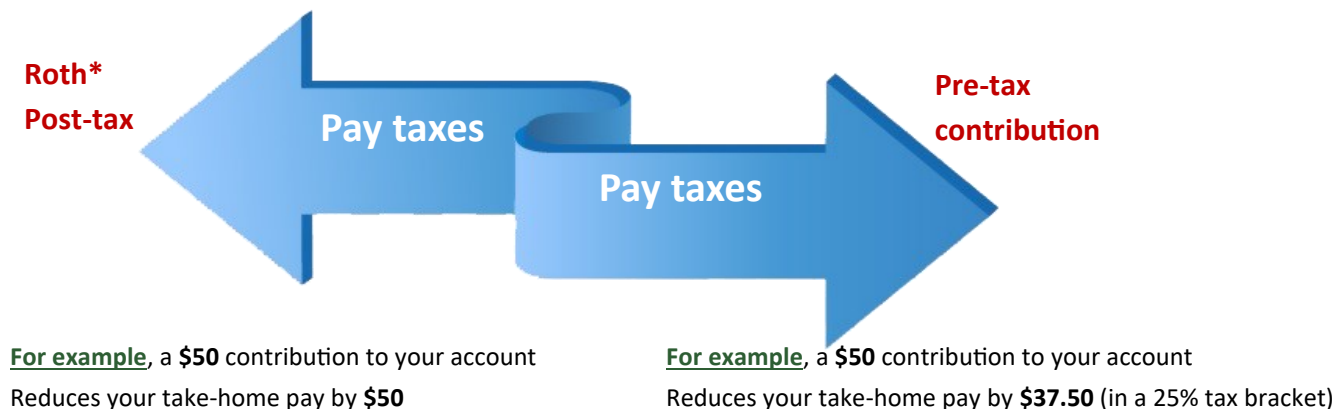 Roth*
Post-tax
Pay taxes
Pay taxes
Pre-tax
contribution
For example, a $50 contribution to your account
Reduces your take-home pay by $50
For example, a $50 contribution to your account
Reduces your take-home pay by $37.50 (in a 25% tax bracket)